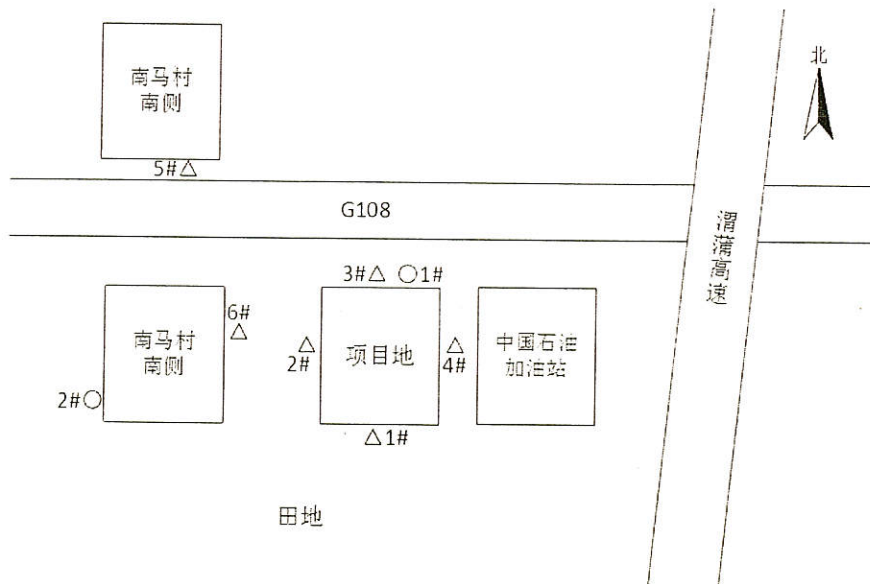 北
南马村
南侧
5#△
G108
渭蒲高速
3#△ ○1#
6#
△
南马村
南侧
2#○
△
2#
项目地
△
4#
中国石油
加油站
△1#
田地